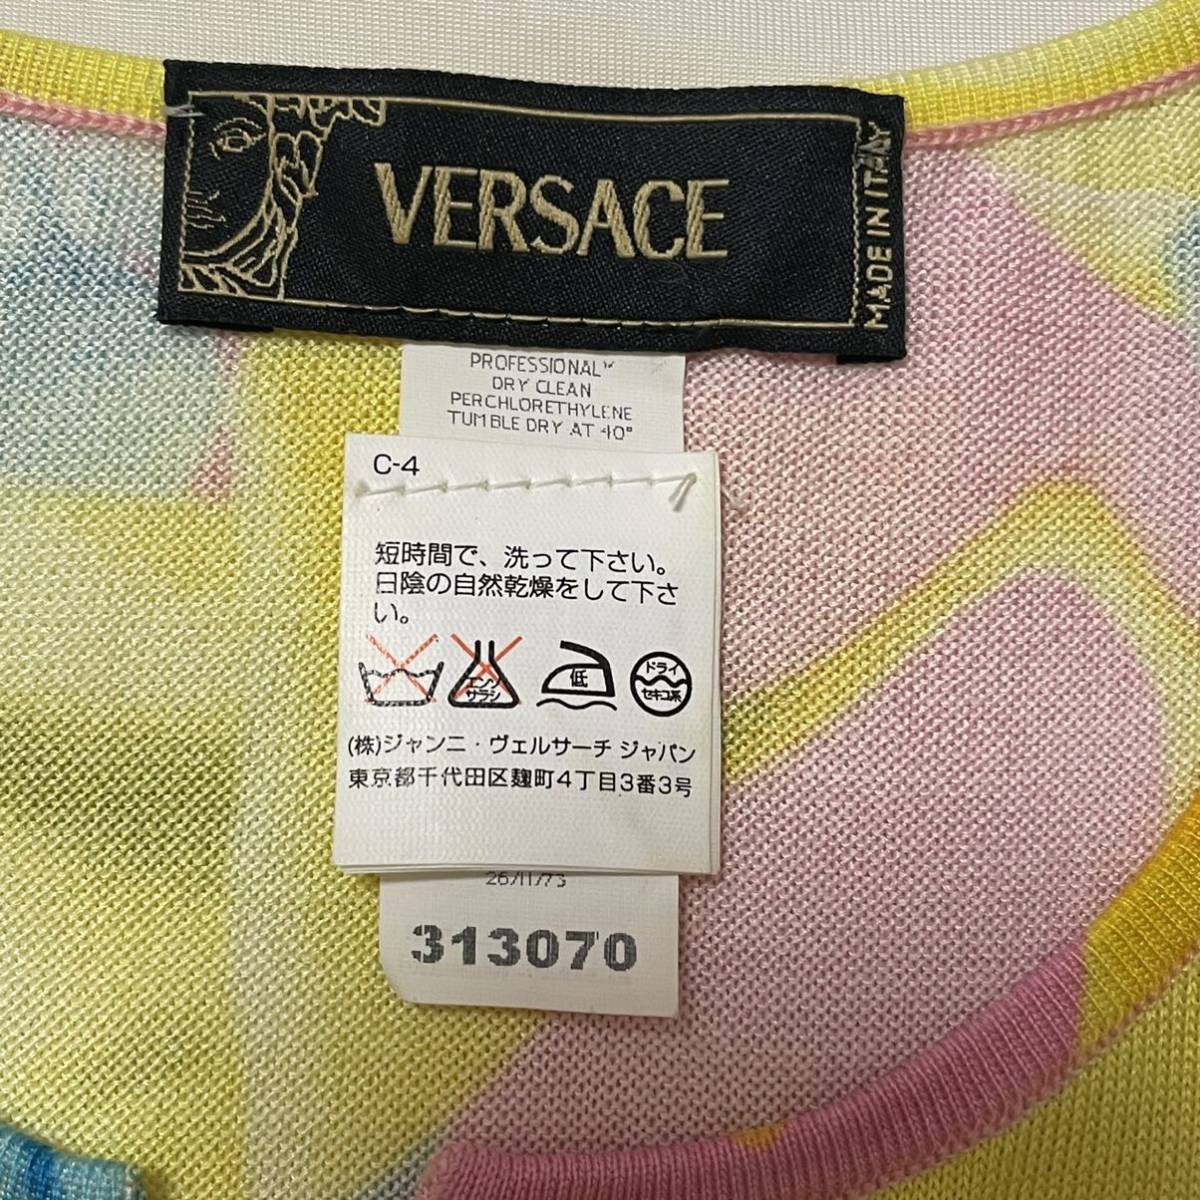 VERSACE
MADE IN ITALY
PROFESSIONAL
DRY CLEAN
PERCHLORETHYLENE
TUMBLE DRY AT 40°
C-4
短時間で、洗って下さい。
日陰の自然乾燥をして下さ
い。
エンソ
サラシ
低
ドライ
セキユ系
(株)ジャンニ・ヴェルサーチ ジャパン
東京都千代田区麹町4丁目3番3号
26/11/73
313070